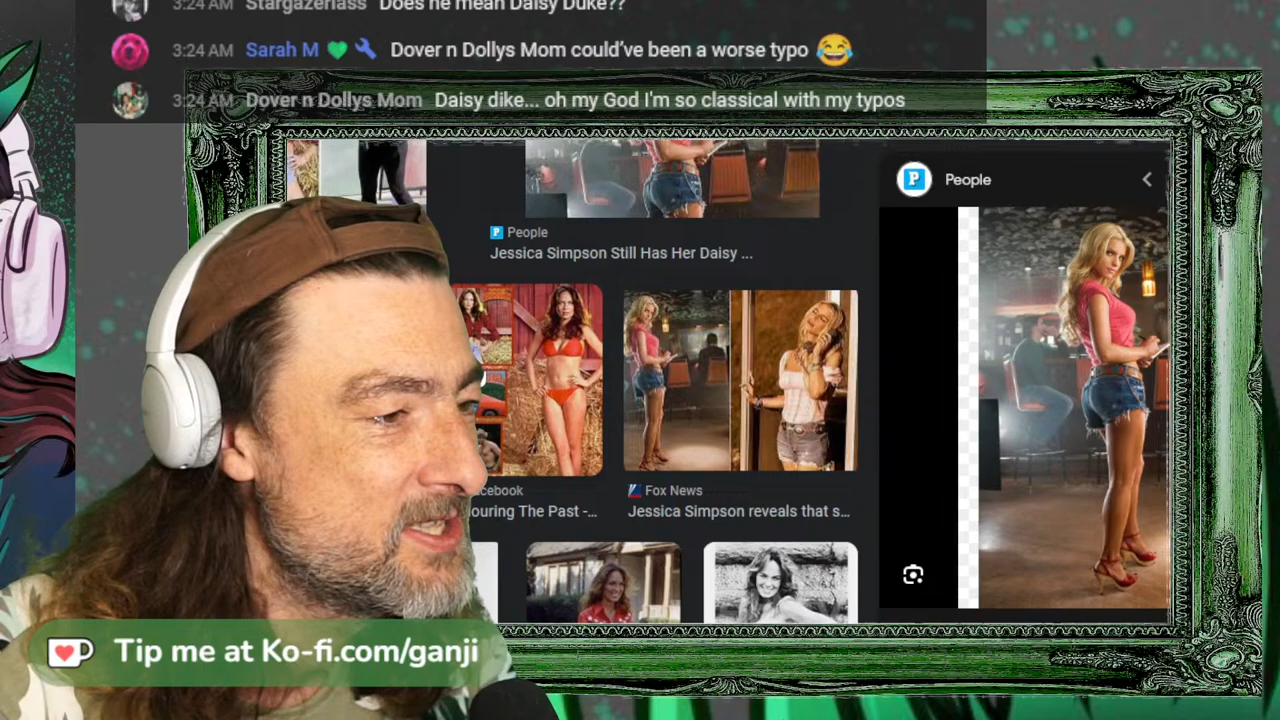 3:24 AM Stargazerlass Does he mean Daisy Duke??
3:24 AM Sarah M 💚 🔧 Dover n Dollys Mom could've been a worse typo 😂
3:24 AM Dover n Dollys Mom Daisy dike... oh my God I'm so classical with my typos
P People
People
Jessica Simpson Still Has Her Daisy ...
cebook
ouring The Past -...
Fox News
Jessica Simpson reveals that s...
Tip me at Ko-fi.com/ganji